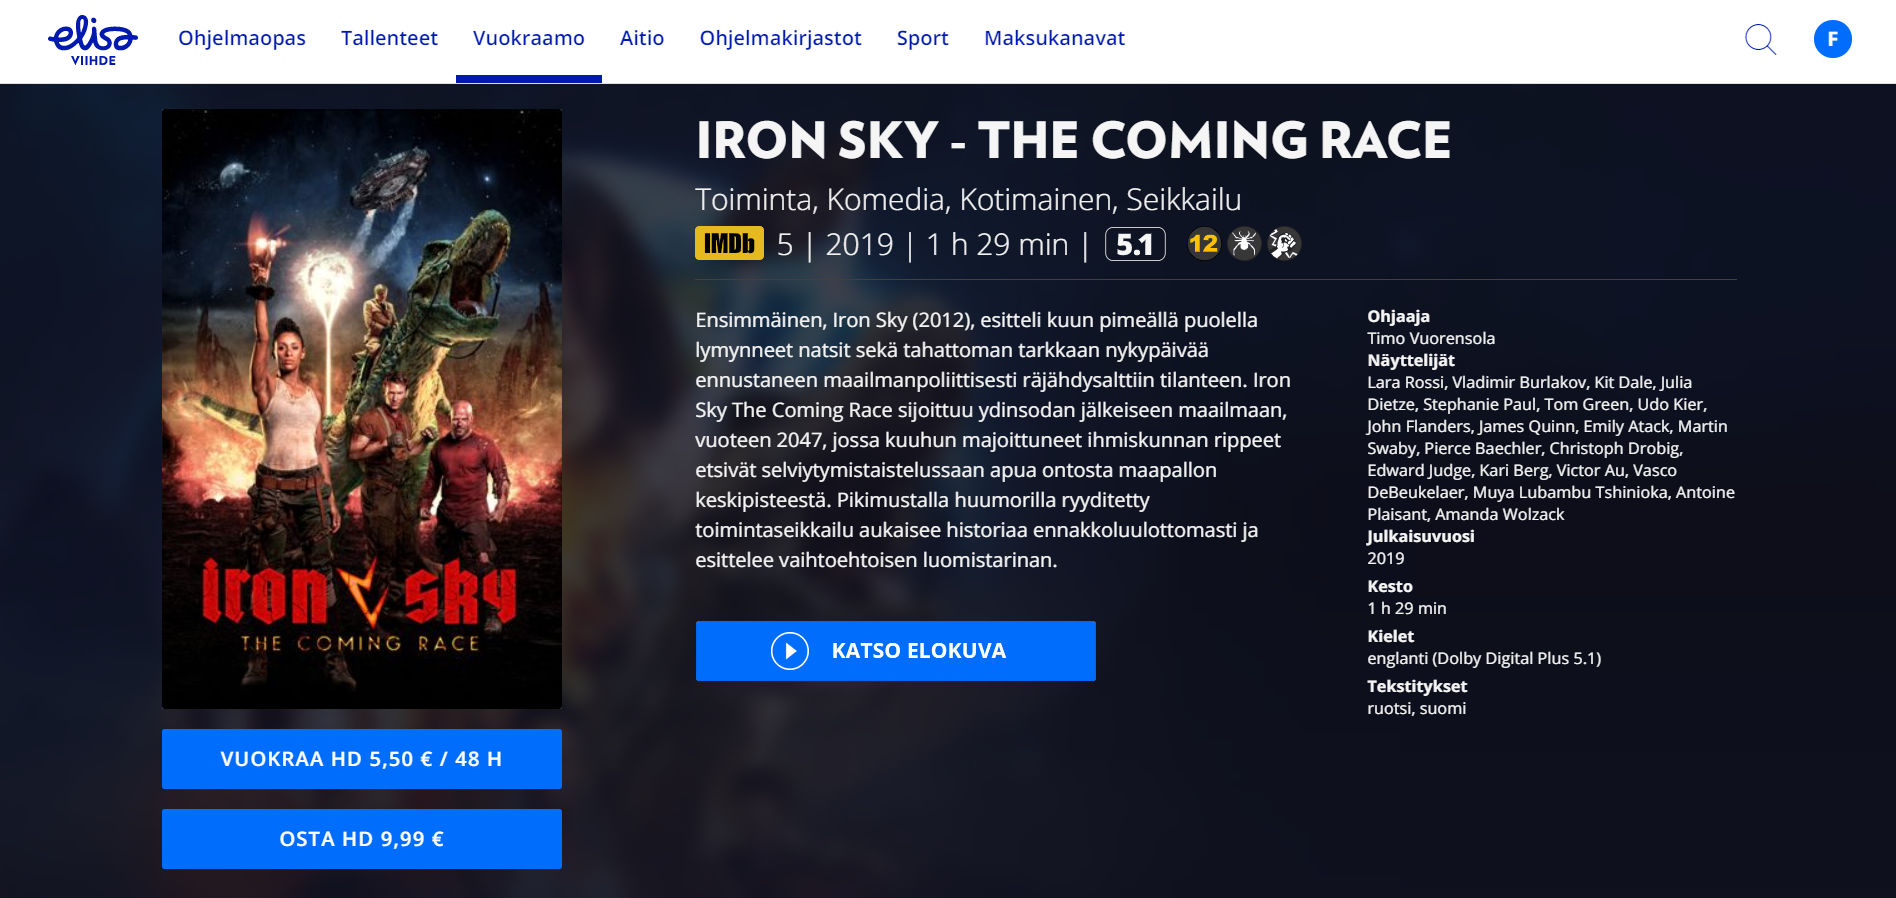 elisa
VIIHDE
Ohjelmaopas
Tallenteet
Vuokraamo
Aitio
Ohjelmakirjastot
Sport
Maksukanavat
F
iron sky
THE COMING RACE
VUOKRAA HD 5,50 € / 48 H
OSTA HD 9,99 €
IRON SKY - THE COMING RACE
Toiminta, Komedia, Kotimainen, Seikkailu
IMDb 5 | 2019 | 1 h 29 min | 5.1 12
Ensimmäinen, Iron Sky (2012), esitteli kuun pimeällä puolella
lymynneet natsit sekä tahattoman tarkkaan nykypäivää
ennustaneen maailmanpoliittisesti räjähdysalttiin tilanteen. Iron
Sky The Coming Race sijoittuu ydinsodan jälkeiseen maailmaan,
vuoteen 2047, jossa kuuhun majoittuneet ihmiskunnan rippeet
etsivät selviytymistaistelussaan apua ontosta maapallon
keskipisteestä. Pikimustalla huumorilla ryyditetty
toimintaseikkailu aukaisee historiaa ennakkoluulottomasti ja
esittelee vaihtoehtoisen luomistarinan.
KATSO ELOKUVA
Ohjaaja
Timo Vuorensola
Näyttelijät
Lara Rossi, Vladimir Burlakov, Kit Dale, Julia
Dietze, Stephanie Paul, Tom Green, Udo Kier,
John Flanders, James Quinn, Emily Atack, Martin
Swaby, Pierce Baechler, Christoph Drobig,
Edward Judge, Kari Berg, Victor Au, Vasco
DeBeukelaer, Muya Lubambu Tshinioka, Antoine
Plaisant, Amanda Wolzack
Julkaisuvuosi
2019
Kesto
1 h 29 min
Kielet
englanti (Dolby Digital Plus 5.1)
Tekstitykset
ruotsi, suomi